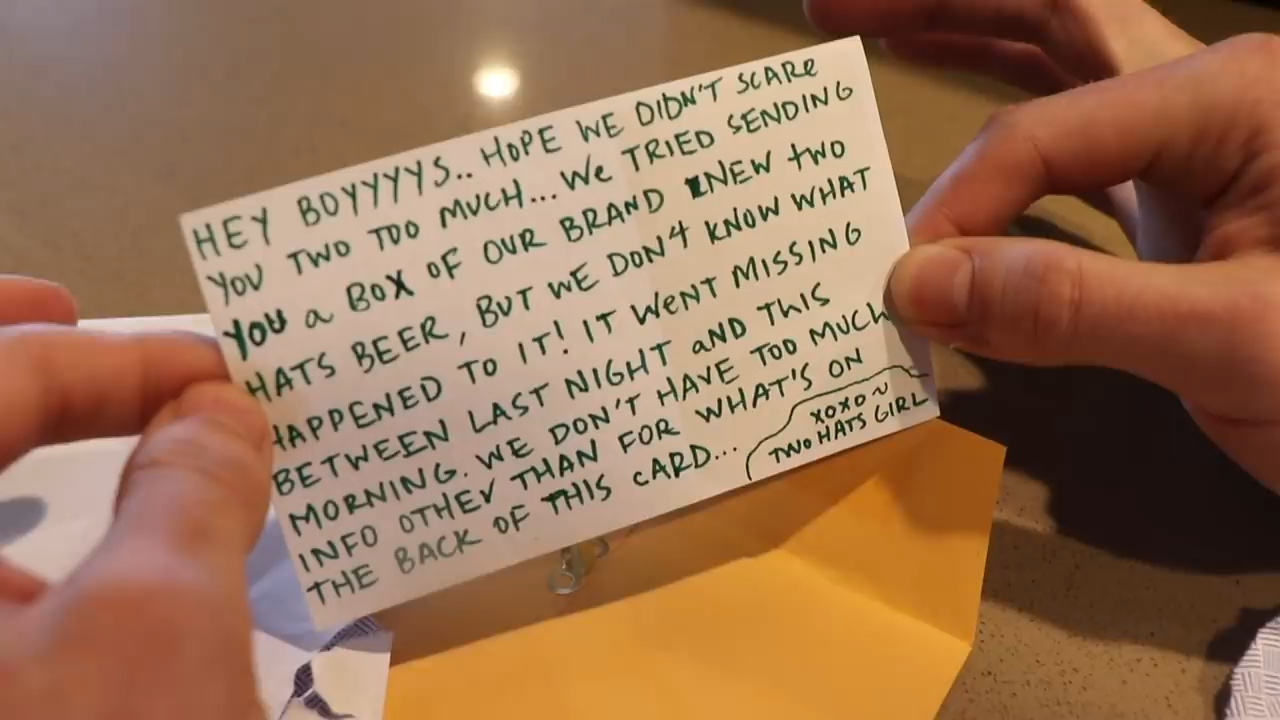 HEY BOYYYYS.. HOPE WE DIDN'T SCARE
YOU TWO TOO MUCH... WE TRIED SENDING
YOU a BOX OF OUR BRAND NEW TWO
HATS BEER, BUT WE DON'T KNOW WHAT
HAPPENED TO IT! IT WENT MISSING
BETWEEN LAST NIGHT aND THIS
MORNING. WE DON'T HAVE TOO MUCH
INFO OTHER THAN FOR WHAT'S ON
THE BACK OF THIS CARD...
XOXO~
TWO HATS GIRL